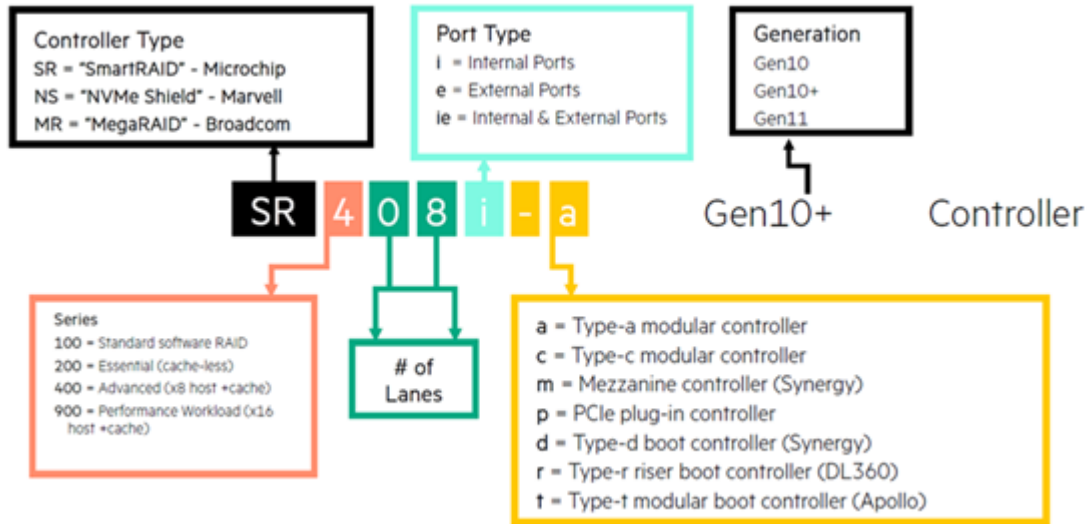 Controller Type
SR = "SmartRAID" - Microchip
NS = "NVMe Shield" - Marvell
MR = "MegaRAID" - Broadcom
Port Type
i = Internal Ports
e = External Ports
ie = Internal & External Ports
Generation
Gen10
Gen10+
Gen11
SR 4 0 8 i - a Gen10+ Controller
Series
100 = Standard software RAID
200 = Essential (cache-less)
400 = Advanced (x8 host +cache)
900 = Performance Workload (x16
host +cache)
# of
Lanes
a = Type-a modular controller
c = Type-c modular controller
m = Mezzanine controller (Synergy)
p = PCIe plug-in controller
d = Type-d boot controller (Synergy)
r = Type-r riser boot controller (DL360)
t = Type-t modular boot controller (Apollo)